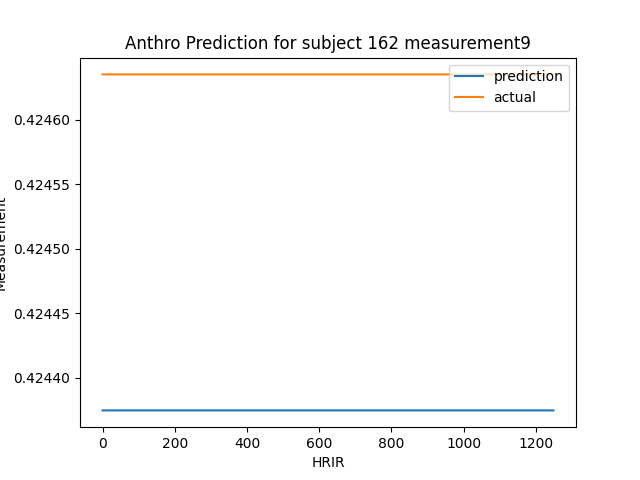 Anthro Prediction for subject 162 measurement9
prediction
actual
0.42460
0.42455
0.42450
0.42445
0.42440
Measurement
0 200 400 600 800 1000 1200
HRIR